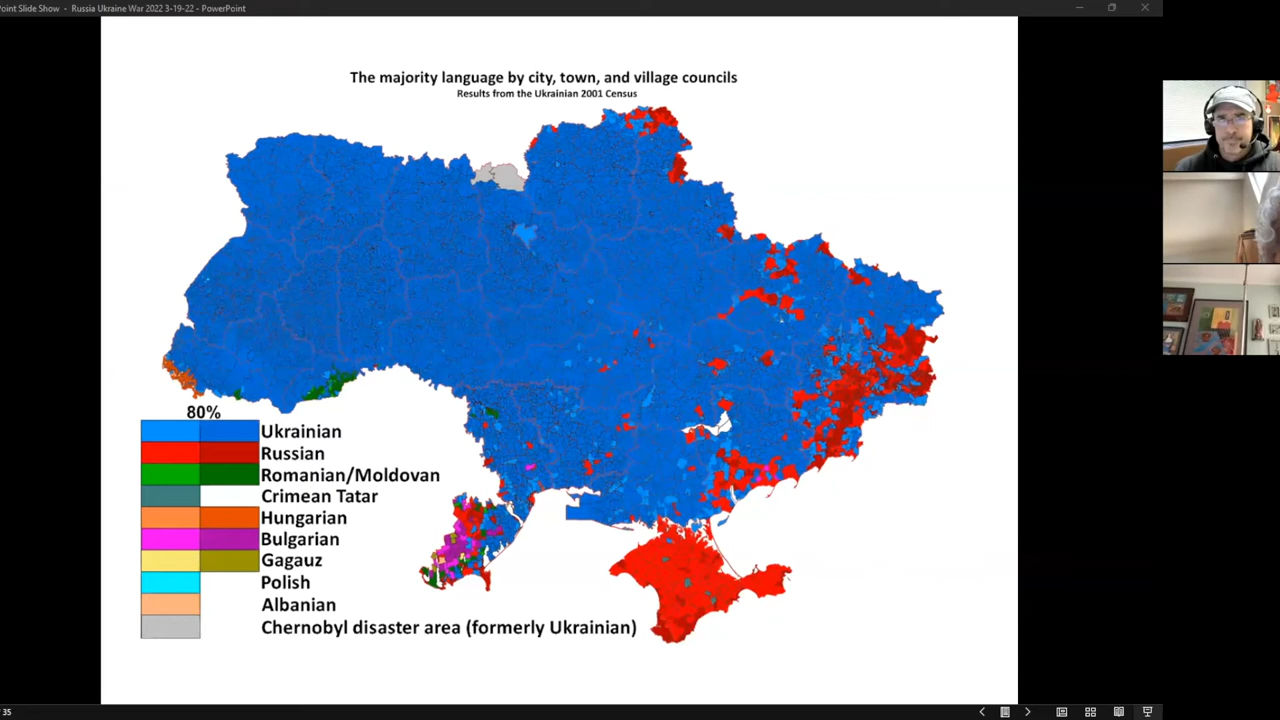 oint Slide Show - Russia Ukraine War 2022 3-19-22 - PowerPoint
The majority language by city, town, and village councils
Results from the Ukrainian 2001 Census
80%
Ukrainian
Russian
Romanian/Moldovan
Crimean Tatar
Hungarian
Bulgarian
Gagauz
Polish
Albanian
Chernobyl disaster area (formerly Ukrainian)
35